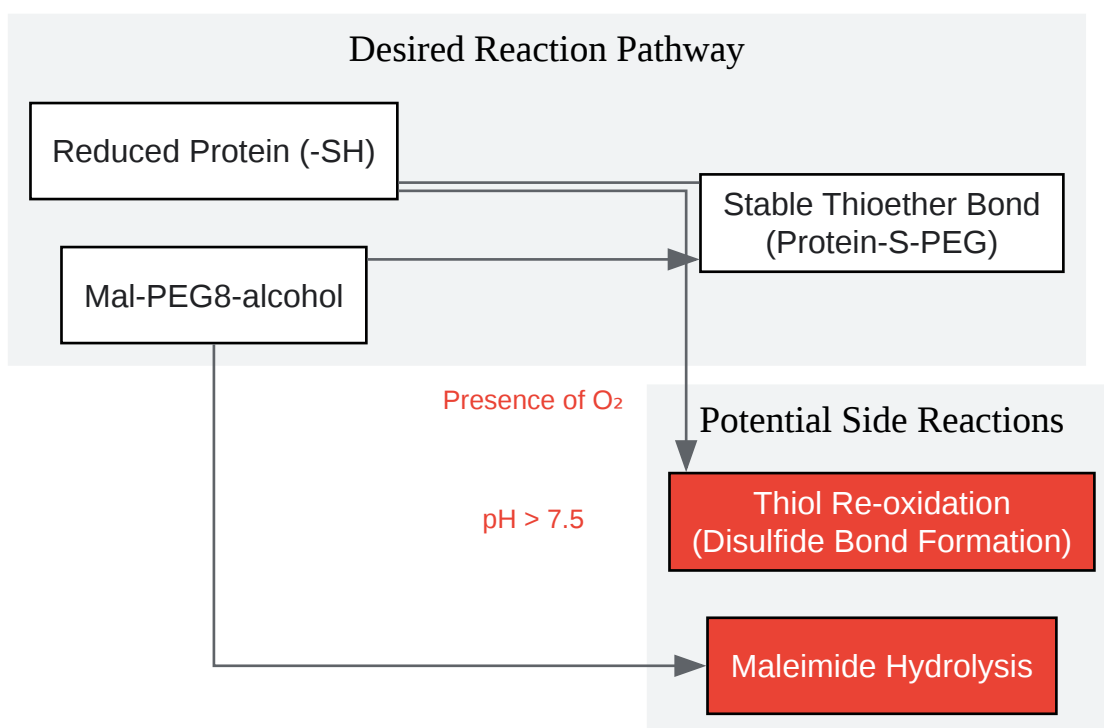 Desired Reaction Pathway
Reduced Protein (-SH)
Stable Thioether Bond
(Protein-S-PEG)
Mal-PEG8-alcohol
Presence of O₂
Potential Side Reactions
Thiol Re-oxidation
(Disulfide Bond Formation)
pH > 7.5
Maleimide Hydrolysis